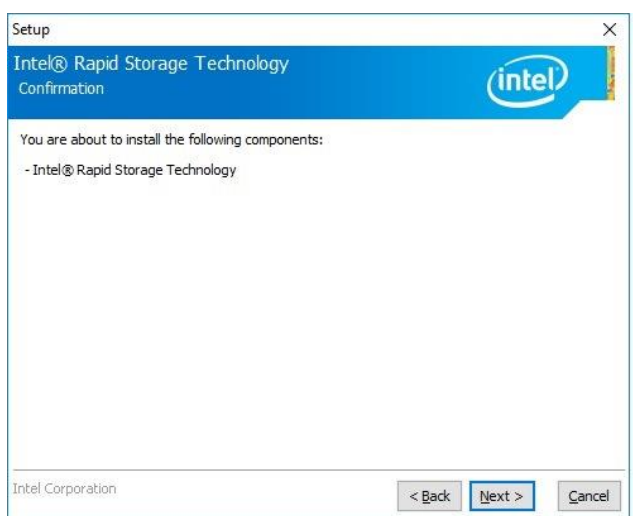 Setup
Intel® Rapid Storage Technology
Confirmation
intel
You are about to install the following components:
- Intel® Rapid Storage Technology
Intel Corporation
< Back
Next >
Cancel